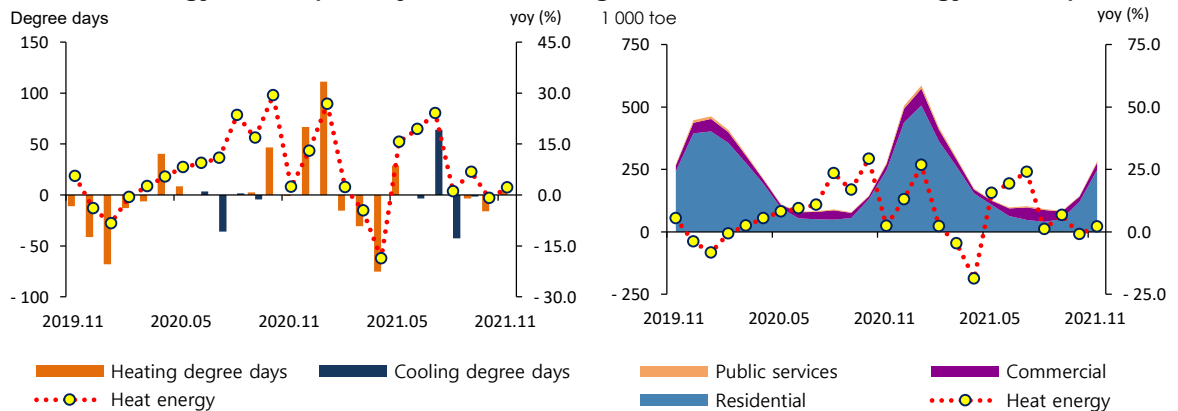 Degree days
yoy (%)
150
100
50
0
- 50
- 100
45.0
30.0
15.0
0.0
- 15.0
- 30.0
2019.11
2020.05
2020.11
2021.05
2021.11
Heating degree days
Cooling degree days
Heat energy
1 000 toe
yoy (%)
750
500
250
0
- 250
75.0
50.0
25.0
0.0
- 25.0
2019.11
2020.05
2020.11
2021.05
2021.11
Public services
Commercial
Residential
Heat energy